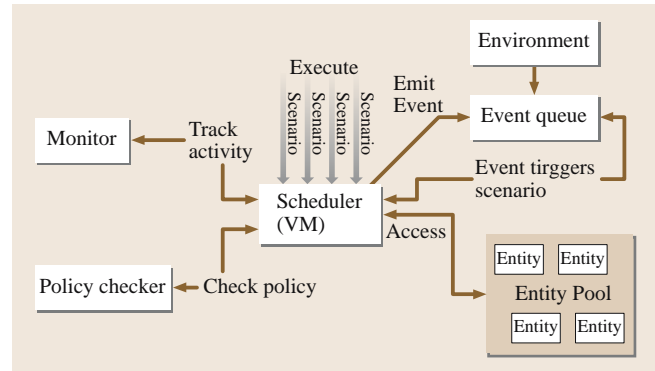 Environment
Execute
Emit
Event
Scenario
Scenario
Scenario
Scenario
Event queue
Monitor
Track
activity
Event tirggers
scenario
Scheduler
(VM)
Access
Policy checker
Check policy
Entity
Entity
Entity Pool
Entity
Entity